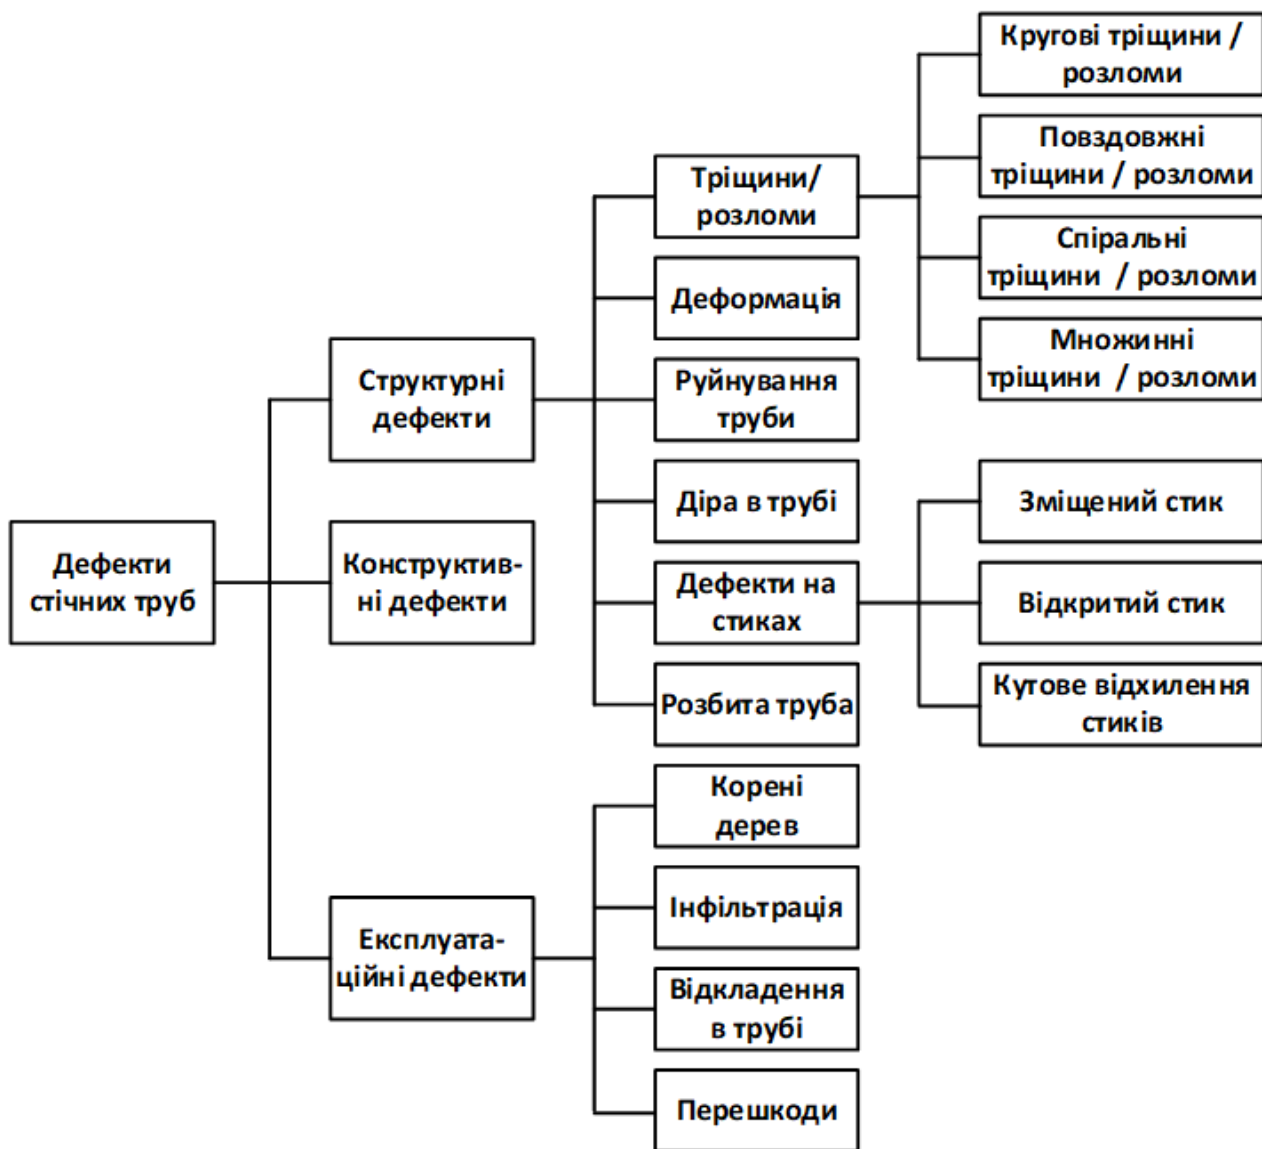 Дефекти
стічних труб
Структурні
дефекти
Конструктив-
ні дефекти
Експлуата-
ційні дефекти
Тріщини/
розломи
Деформація
Руйнування
труби
Діра в трубі
Дефекти на
стиках
Розбита труба
Корені
дерев
Інфільтрація
Відкладення
в трубі
Перешкоди
Кругові тріщини /
розломи
Повздовжні
тріщини / розломи
Спіральні
тріщини / розломи
Множинні
тріщини / розломи
Зміщений стик
Відкритий стик
Кутове відхилення
стиків